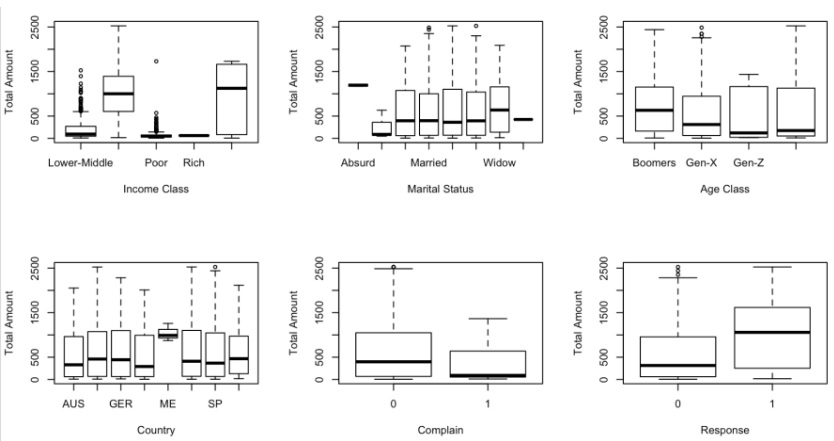 Total Amount
2500
1500
500
0
Lower-Middle Poor Rich
Income Class
Total Amount
2500
1500
500
0
Absurd Married Widow
Marital Status
Total Amount
2500
1500
500
0
Boomers Gen-X Gen-Z
Age Class
Total Amount
2500
1500
500
0
AUS GER ME SP
Country
Total Amount
2500
1500
500
0
0 1
Complain
Total Amount
2500
1500
500
0
0 1
Response